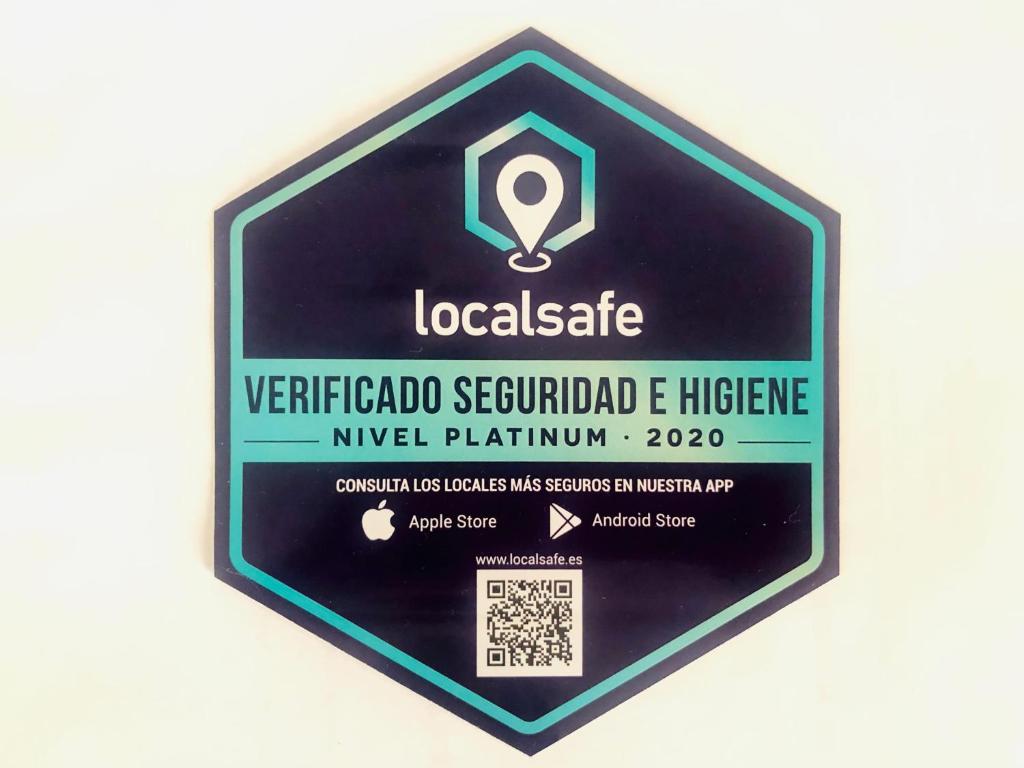 localsafe
VERIFICADO SEGURIDAD E HIGIENE
NIVEL PLATINUM · 2020
CONSULTA LOS LOCALES MÁS SEGUROS EN NUESTRA APP
Apple Store Android Store
www.localsafe.es